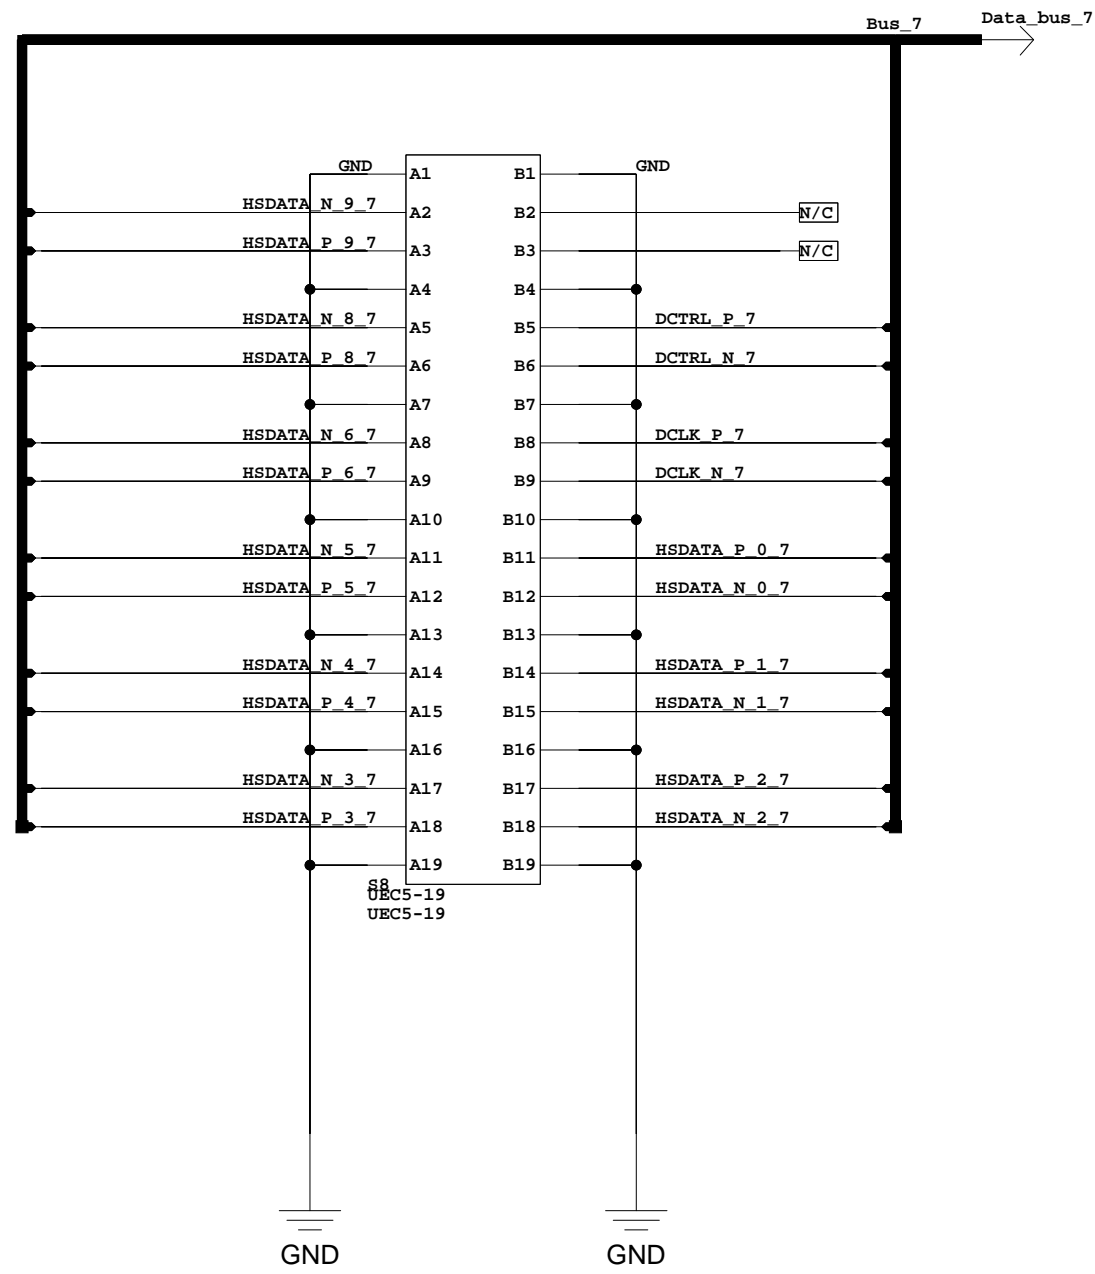 Data_bus_7
Bus_7
GND A1 B1 GND
HSDATA_N_9_7 A2 B2 N/C
HSDATA_P_9_7 A3 B3 N/C
A4 B4
HSDATA_N_8_7 A5 B5 DCTRL_P_7
HSDATA_P_8_7 A6 B6 DCTRL_N_7
A7 B7
HSDATA_N_6_7 A8 B8 DCLK_P_7
HSDATA_P_6_7 A9 B9 DCLK_N_7
A10 B10
HSDATA_N_5_7 A11 B11 HSDATA_P_0_7
HSDATA_P_5_7 A12 B12 HSDATA_N_0_7
A13 B13
HSDATA_N_4_7 A14 B14 HSDATA_P_1_7
HSDATA_P_4_7 A15 B15 HSDATA_N_1_7
A16 B16
HSDATA_N_3_7 A17 B17 HSDATA_P_2_7
HSDATA_P_3_7 A18 B18 HSDATA_N_2_7
A19 B19
S8
UEC5-19
UEC5-19
GND GND